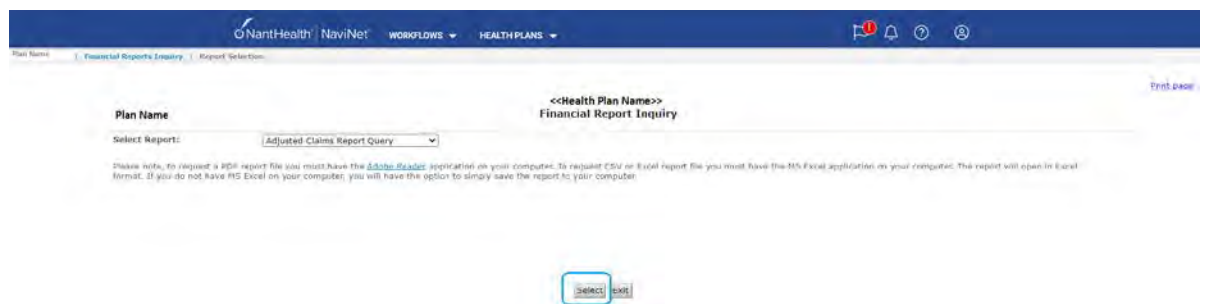 NantHealth | NaviNet WORKFLOWS HEALTH PLANS
Plan Name | Financial Reports Inquiry | Report Selection
Print page
<<Health Plan Name>>
Plan Name Financial Report Inquiry
Select Report: Adjusted Claims Report Query
Please note, to request a PDF report file you must have the Adobe Reader application on your computer. To request CSV or Excel report file you must have the MS Excel application on your computer. The report will open in Excel
format. If you do not have MS Excel on your computer, you will have the option to simply save the report to your computer.
Select Exit